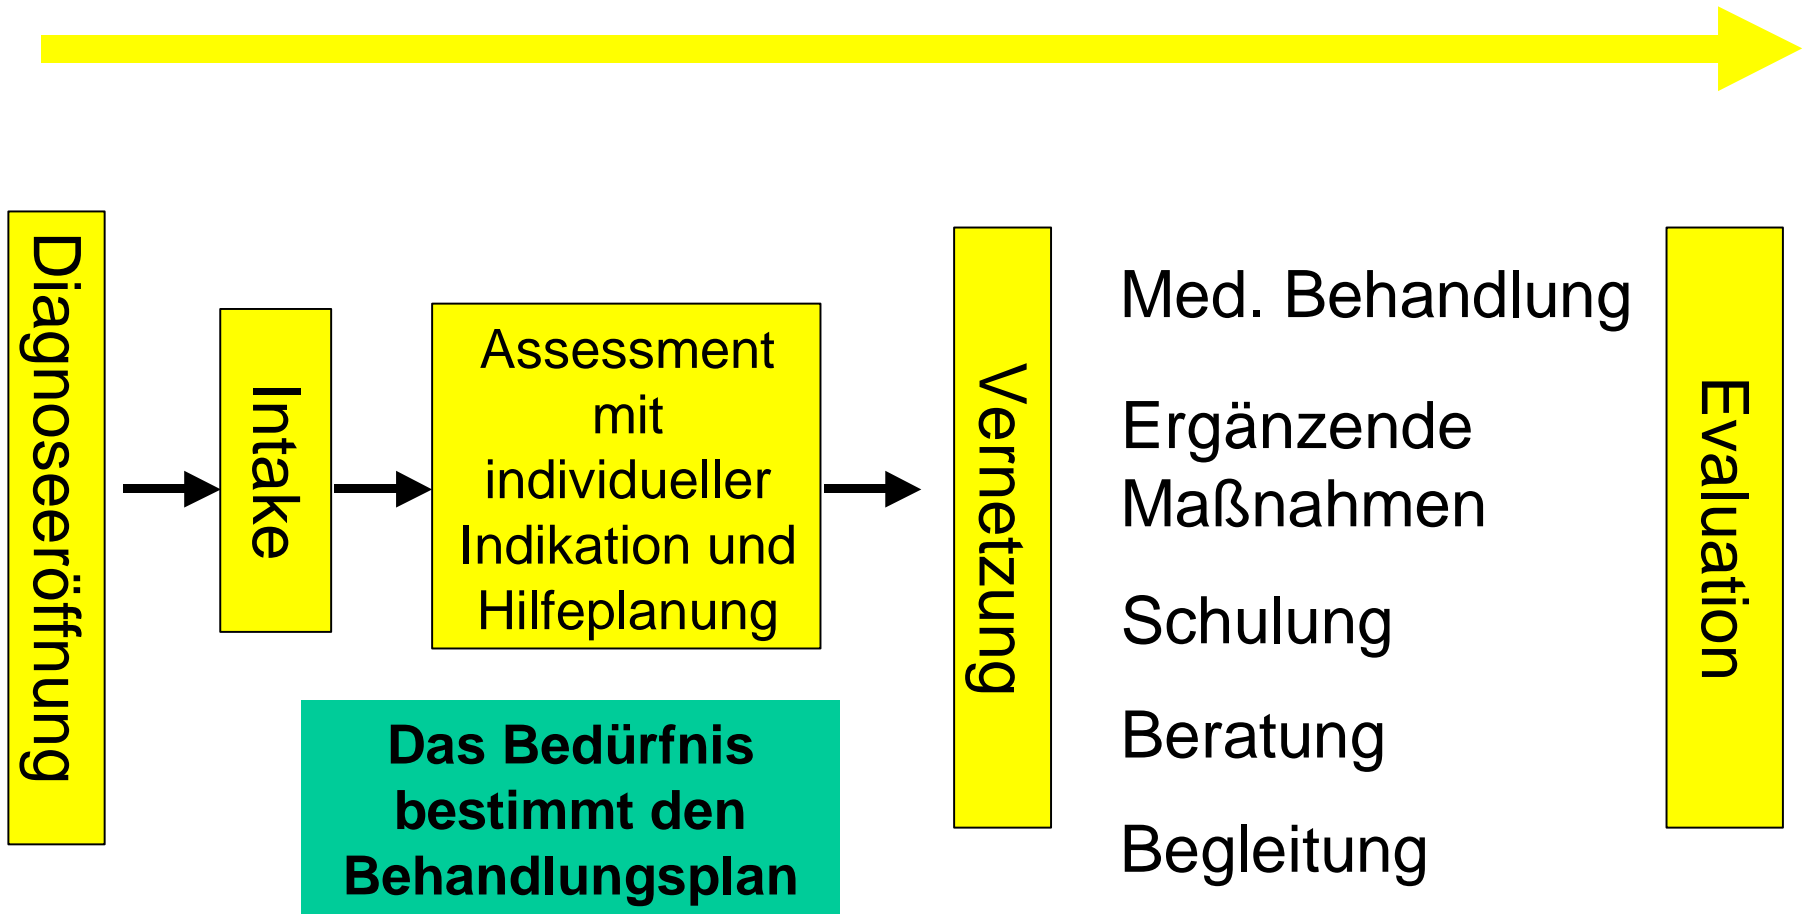 Diagnoseeröffnung
Intake
Assessment
mit
individueller
Indikation und
Hilfeplanung
Das Bedürfnis
bestimmt den
Behandlungsplan
Vernetzung
Med. Behandlung
Ergänzende
Maßnahmen
Schulung
Beratung
Begleitung
Evaluation